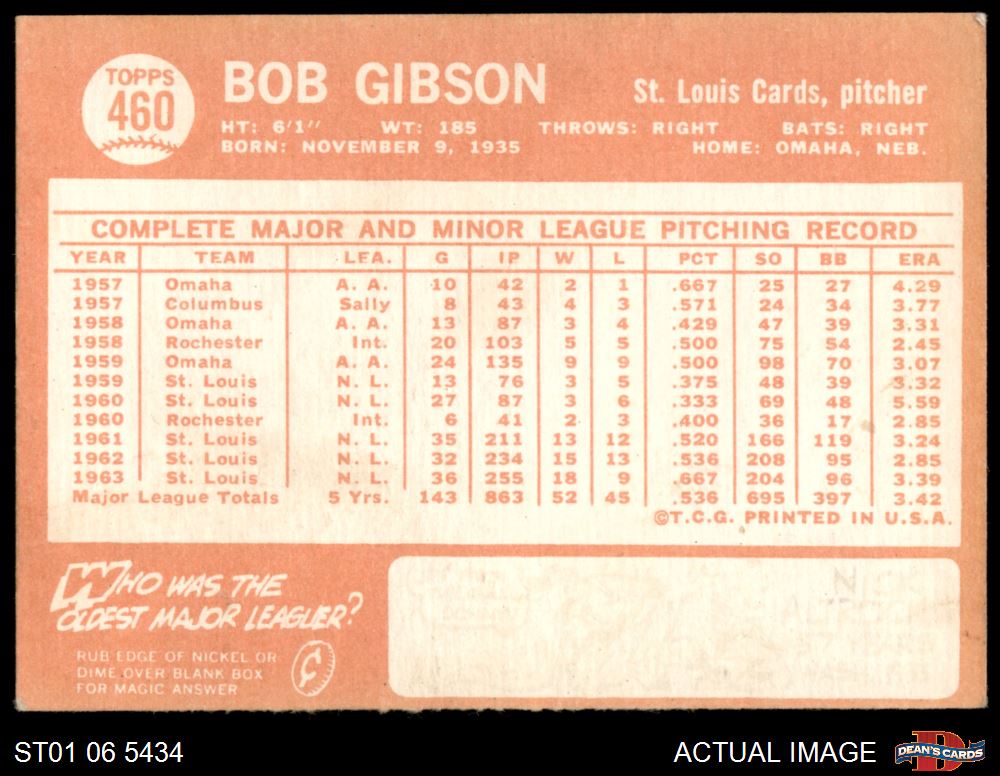 TOPPS
460
BOB GIBSON
St. Louis Cards, pitcher
HT: 6'1" WT: 185 THROWS: RIGHT BATS: RIGHT
BORN: NOVEMBER 9, 1935 HOME: OMAHA, NEB.
COMPLETE MAJOR AND MINOR LEAGUE PITCHING RECORD
YEAR TEAM LEA. G IP W L PCT SO BB ERA
1957 Omaha A. A. 10 42 2 1 .667 25 27 4.29
1957 Columbus Sally 8 43 4 3 .571 24 34 3.77
1958 Omaha A. A. 13 87 3 4 .429 47 39 3.31
1958 Rochester Int. 20 103 5 5 .500 75 54 2.45
1959 Omaha A. A. 24 135 9 9 .500 98 70 3.07
1959 St. Louis N. L. 13 76 3 5 .375 48 39 3.32
1960 St. Louis N. L. 27 87 3 6 .333 69 48 5.59
1960 Rochester Int. 6 41 2 3 .400 36 17 2.85
1961 St. Louis N. L. 35 211 13 12 .520 166 119 3.24
1962 St. Louis N. L. 32 234 15 13 .536 208 95 2.85
1963 St. Louis N. L. 36 255 18 9 .667 204 96 3.39
Major League Totals 5 Yrs. 143 863 52 45 .536 695 397 3.42
©T.C.G. PRINTED IN U.S.A.
WHO WAS THE
OLDEST MAJOR LEAGUER?
RUB EDGE OF NICKEL OR
DIME OVER BLANK BOX
FOR MAGIC ANSWER
¢
ST01 06 5434
ACTUAL IMAGE
DEAN'S CARDS